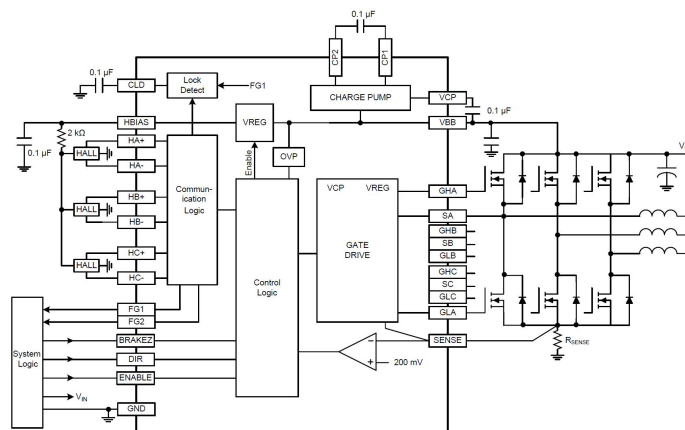 0.1 µF
CP2
CP1
0.1 µF
CLD
Lock
Detect
FG1
CHARGE PUMP
VCP
0.1 µF
HBIAS
VREG
VBB
2 kΩ
0.1 µF
HA+
HALL
HA-
Enable
OVP
HB+
HALL
HB-
Commun-
ication
Logic
HC+
HALL
HC-
VCP VREG
GATE
DRIVE
GHA
SA
GHB
SB
GLB
GHC
SC
GLC
GLA
Control
Logic
FG1
FG2
System
Logic
BRAKEZ
DIR
ENABLE
VIN
GND
200 mV
SENSE
RSENSE